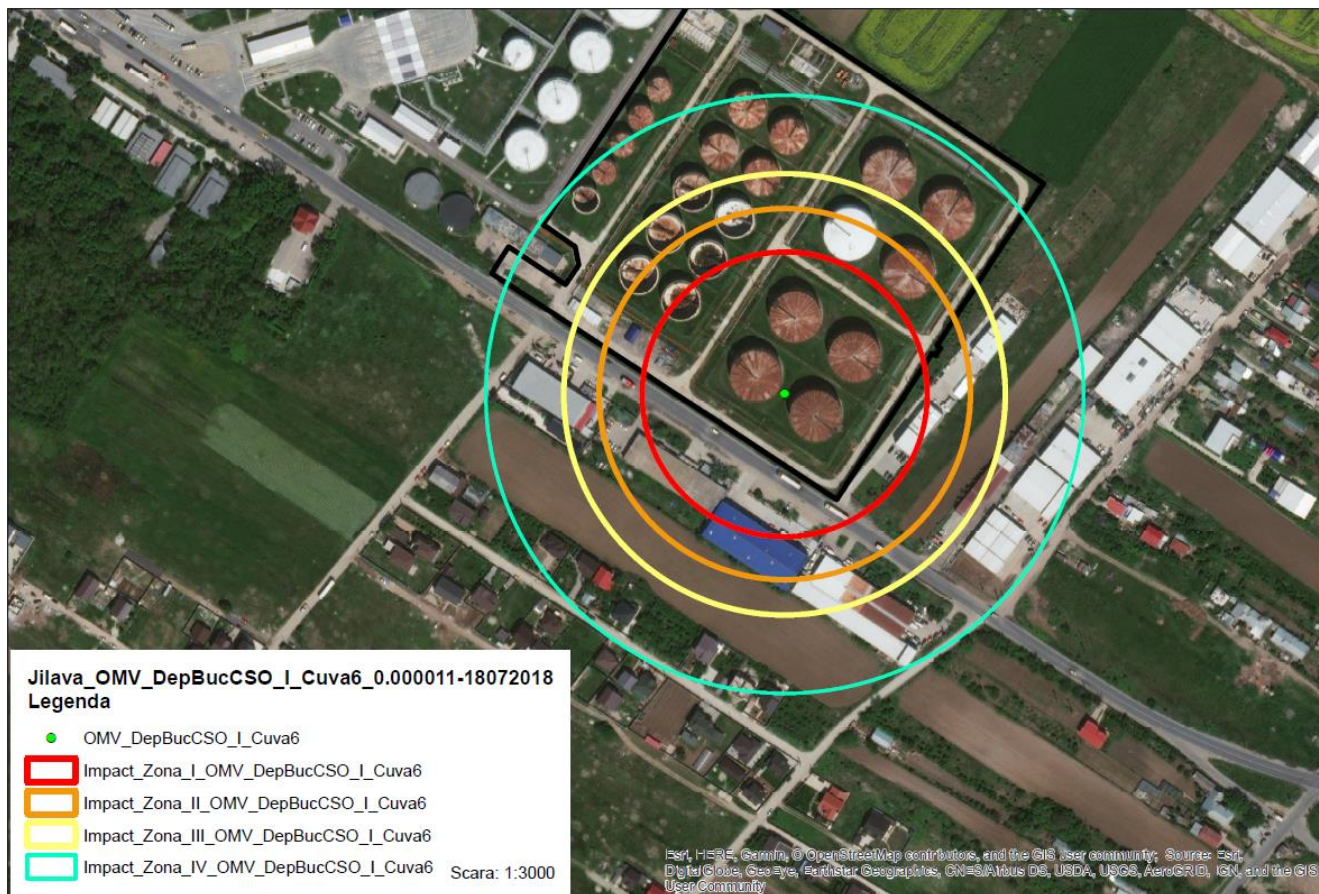 Jilava_OMV_DepBucCSO_I_Cuva6_0.000011-18072018
Legenda
OMV_DepBucCSO_I_Cuva6
Impact_Zona_I_OMV_DepBucCSO_I_Cuva6
Impact_Zona_II_OMV_DepBucCSO_I_Cuva6
Impact_Zona_III_OMV_DepBucCSO_I_Cuva6
Impact_Zona_IV_OMV_DepBucCSO_I_Cuva6 Scara: 1:3000
Esri, HERE, Garmin, © OpenStreetMap contributors, and the GIS user community; Source: Esri,
DigitalGlobe, GeoEye, Earthstar Geographics, CNES/Airbus DS, USDA, USGS, AeroGRID, IGN, and the GIS
User Community